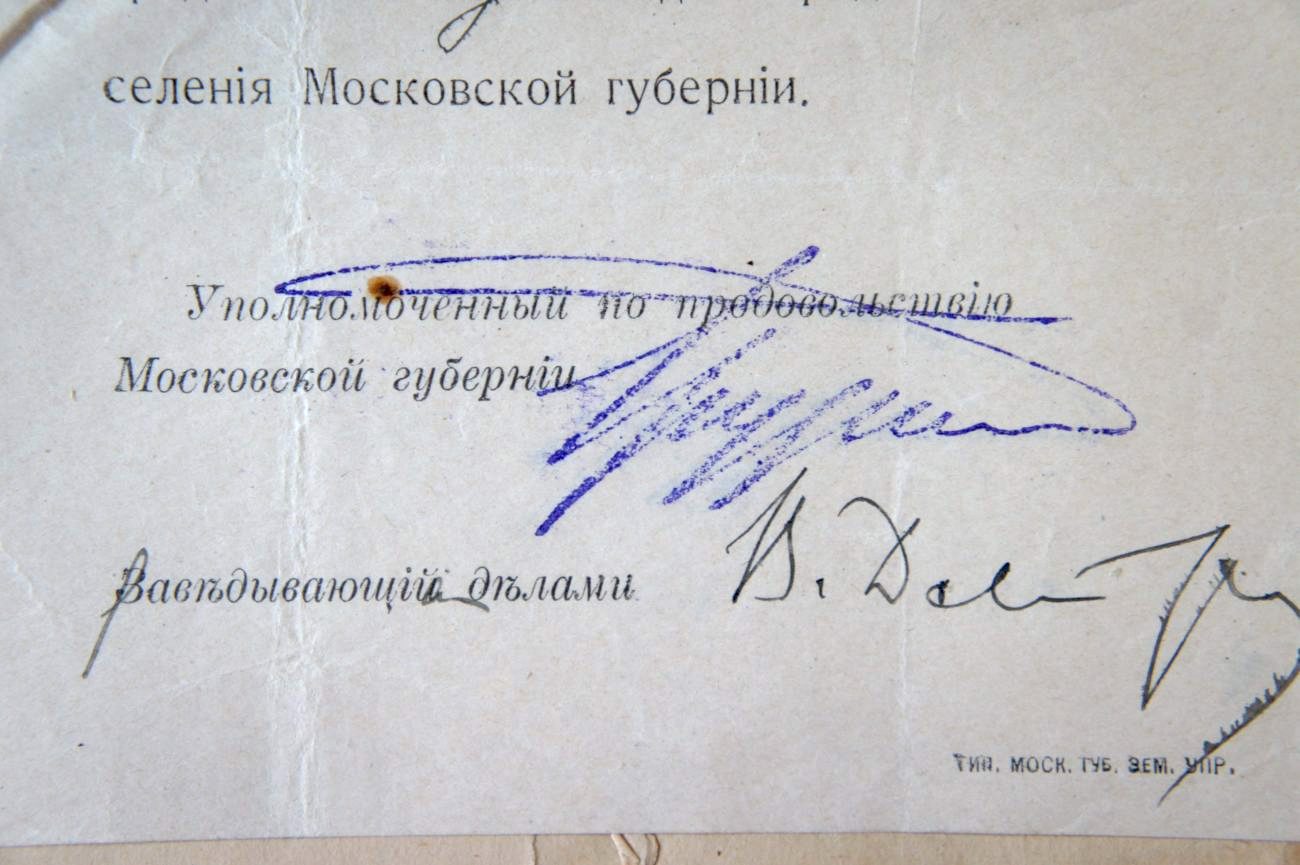 селенія Московской губерніи.
Уполномоченный по продовольствію
Московской губерніи
Завѣдывающій дѣлами
В.
ТИП. МОСК. ГУБ. ЗЕМ. УПР.